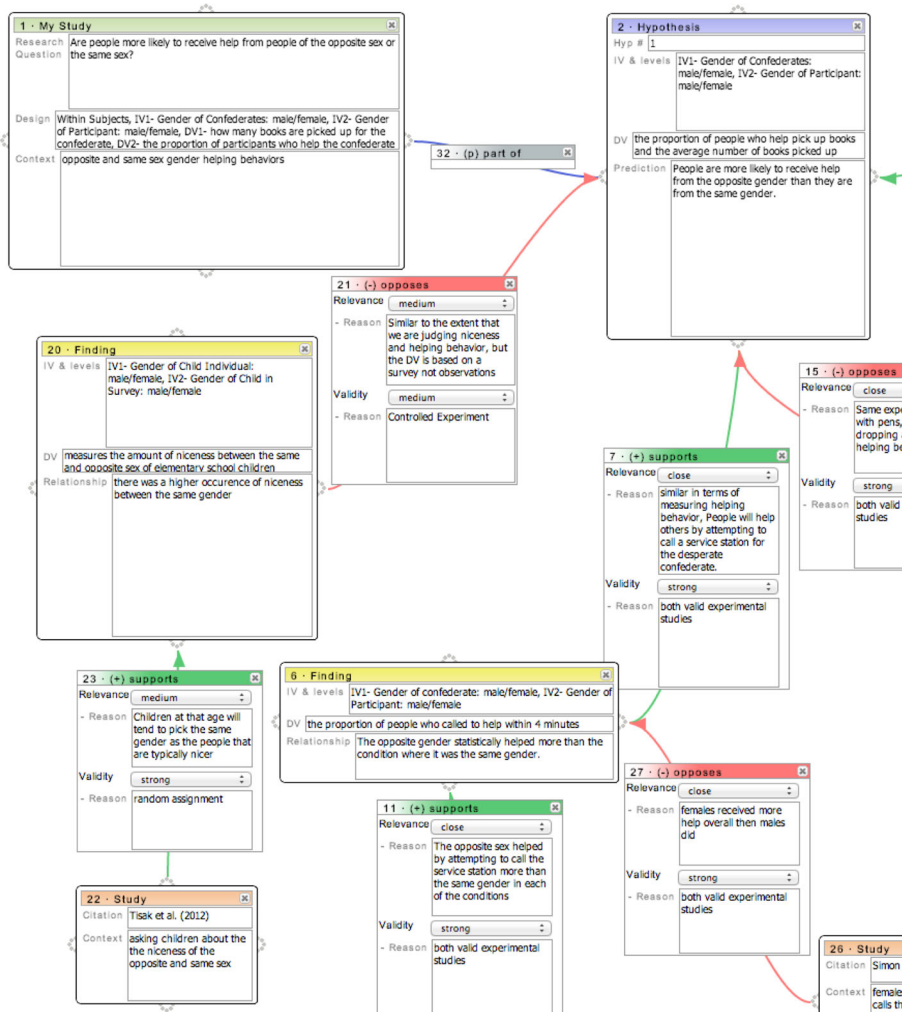 1 · My Study
Research Question
Are people more likely to receive help from people of the opposite sex or
the same sex?
Design
Within Subjects, IV1- Gender of Confederates: male/female, IV2- Gender
of Participant: male/female, DV1- how many books are picked up for the
confederate, DV2- the proportion of participants who help the confederate
Context
opposite and same sex gender helping behaviors
32 · (p) part of
2 · Hypothesis
Hyp # 1
IV & levels
IV1- Gender of Confederates:
male/female, IV2- Gender of Participant:
male/female
DV
the proportion of people who help pick up books
and the average number of books picked up
Prediction
People are more likely to receive help
from the opposite gender than they are
from the same gender.
21 · (-) opposes
Relevance medium
- Reason
Similar to the extent that
we are judging niceness
and helping behavior, but
the DV is based on a
survey not observations
Validity medium
- Reason
Controlled Experiment
20 · Finding
IV & levels
IV1- Gender of Child Individual:
male/female, IV2- Gender of Child in
Survey: male/female
DV
measures the amount of niceness between the same
and opposite sex of elementary school children
Relationship
there was a higher occurence of niceness
between the same gender
15 · (-) opposes
Relevance close
- Reason
Same expe
with pens,
dropping
helping be
Validity strong
- Reason
both valid
studies
7 · (+) supports
Relevance close
- Reason
similar in terms of
measuring helping
behavior, People will help
others by attempting to
call a service station for
the desperate
confederate.
Validity strong
- Reason
both valid experimental
studies
23 · (+) supports
Relevance medium
- Reason
Children at that age will
tend to pick the same
gender as the people that
are typically nicer
Validity strong
- Reason
random assignment
6 · Finding
IV & levels
IV1- Gender of confederate: male/female, IV2- Gender of
Participant: male/female
DV
the proportion of people who called to help within 4 minutes
Relationship
The opposite gender statistically helped more than the
condition where it was the same gender.
27 · (-) opposes
Relevance close
- Reason
females received more
help overall then males
did
Validity strong
- Reason
both valid experimental
studies
11 · (+) supports
Relevance close
- Reason
The opposite sex helped
by attempting to call the
service station more than
the same gender in each
of the conditions
Validity strong
- Reason
both valid experimental
studies
22 · Study
Citation Tisak et al. (2012)
Context
asking children about the
the niceness of the
opposite and same sex
26 · Study
Citation Simon
Context
female
calls th